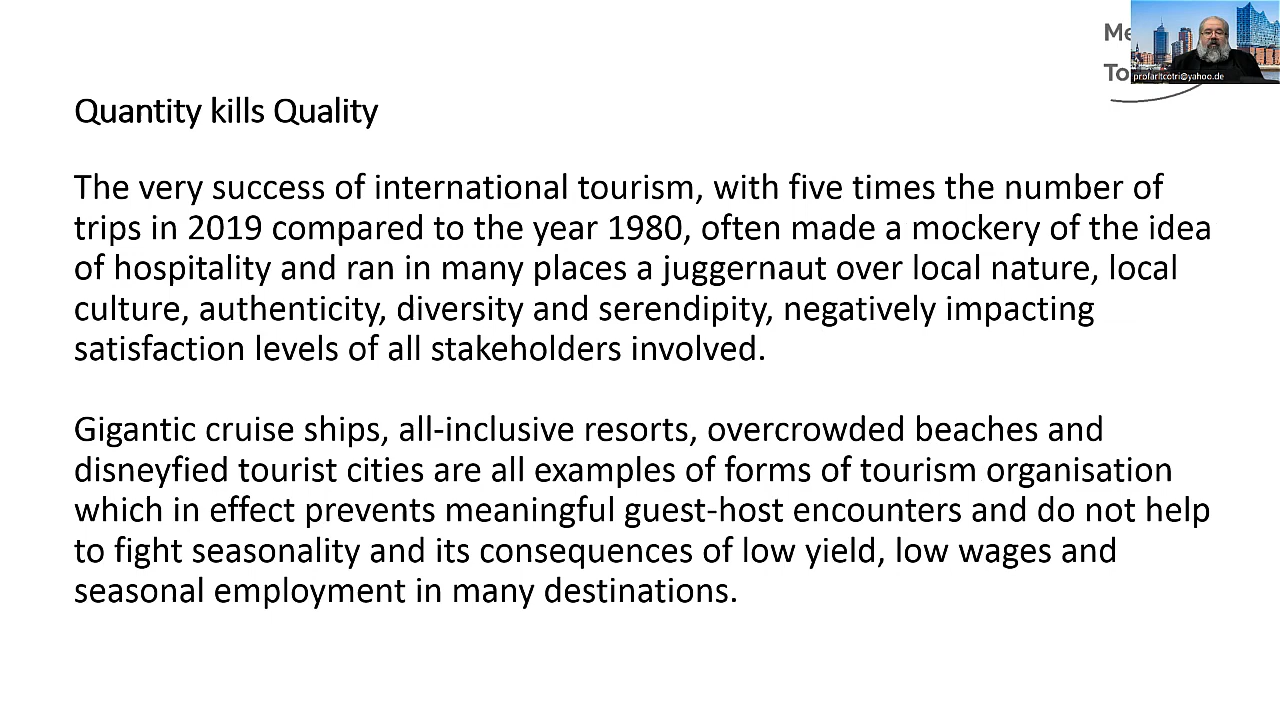 Me
To
profarltcotri@yahoo.de
Quantity kills Quality
The very success of international tourism, with five times the number of
trips in 2019 compared to the year 1980, often made a mockery of the idea
of hospitality and ran in many places a juggernaut over local nature, local
culture, authenticity, diversity and serendipity, negatively impacting
satisfaction levels of all stakeholders involved.
Gigantic cruise ships, all-inclusive resorts, overcrowded beaches and
disneyfied tourist cities are all examples of forms of tourism organisation
which in effect prevents meaningful guest-host encounters and do not help
to fight seasonality and its consequences of low yield, low wages and
seasonal employment in many destinations.